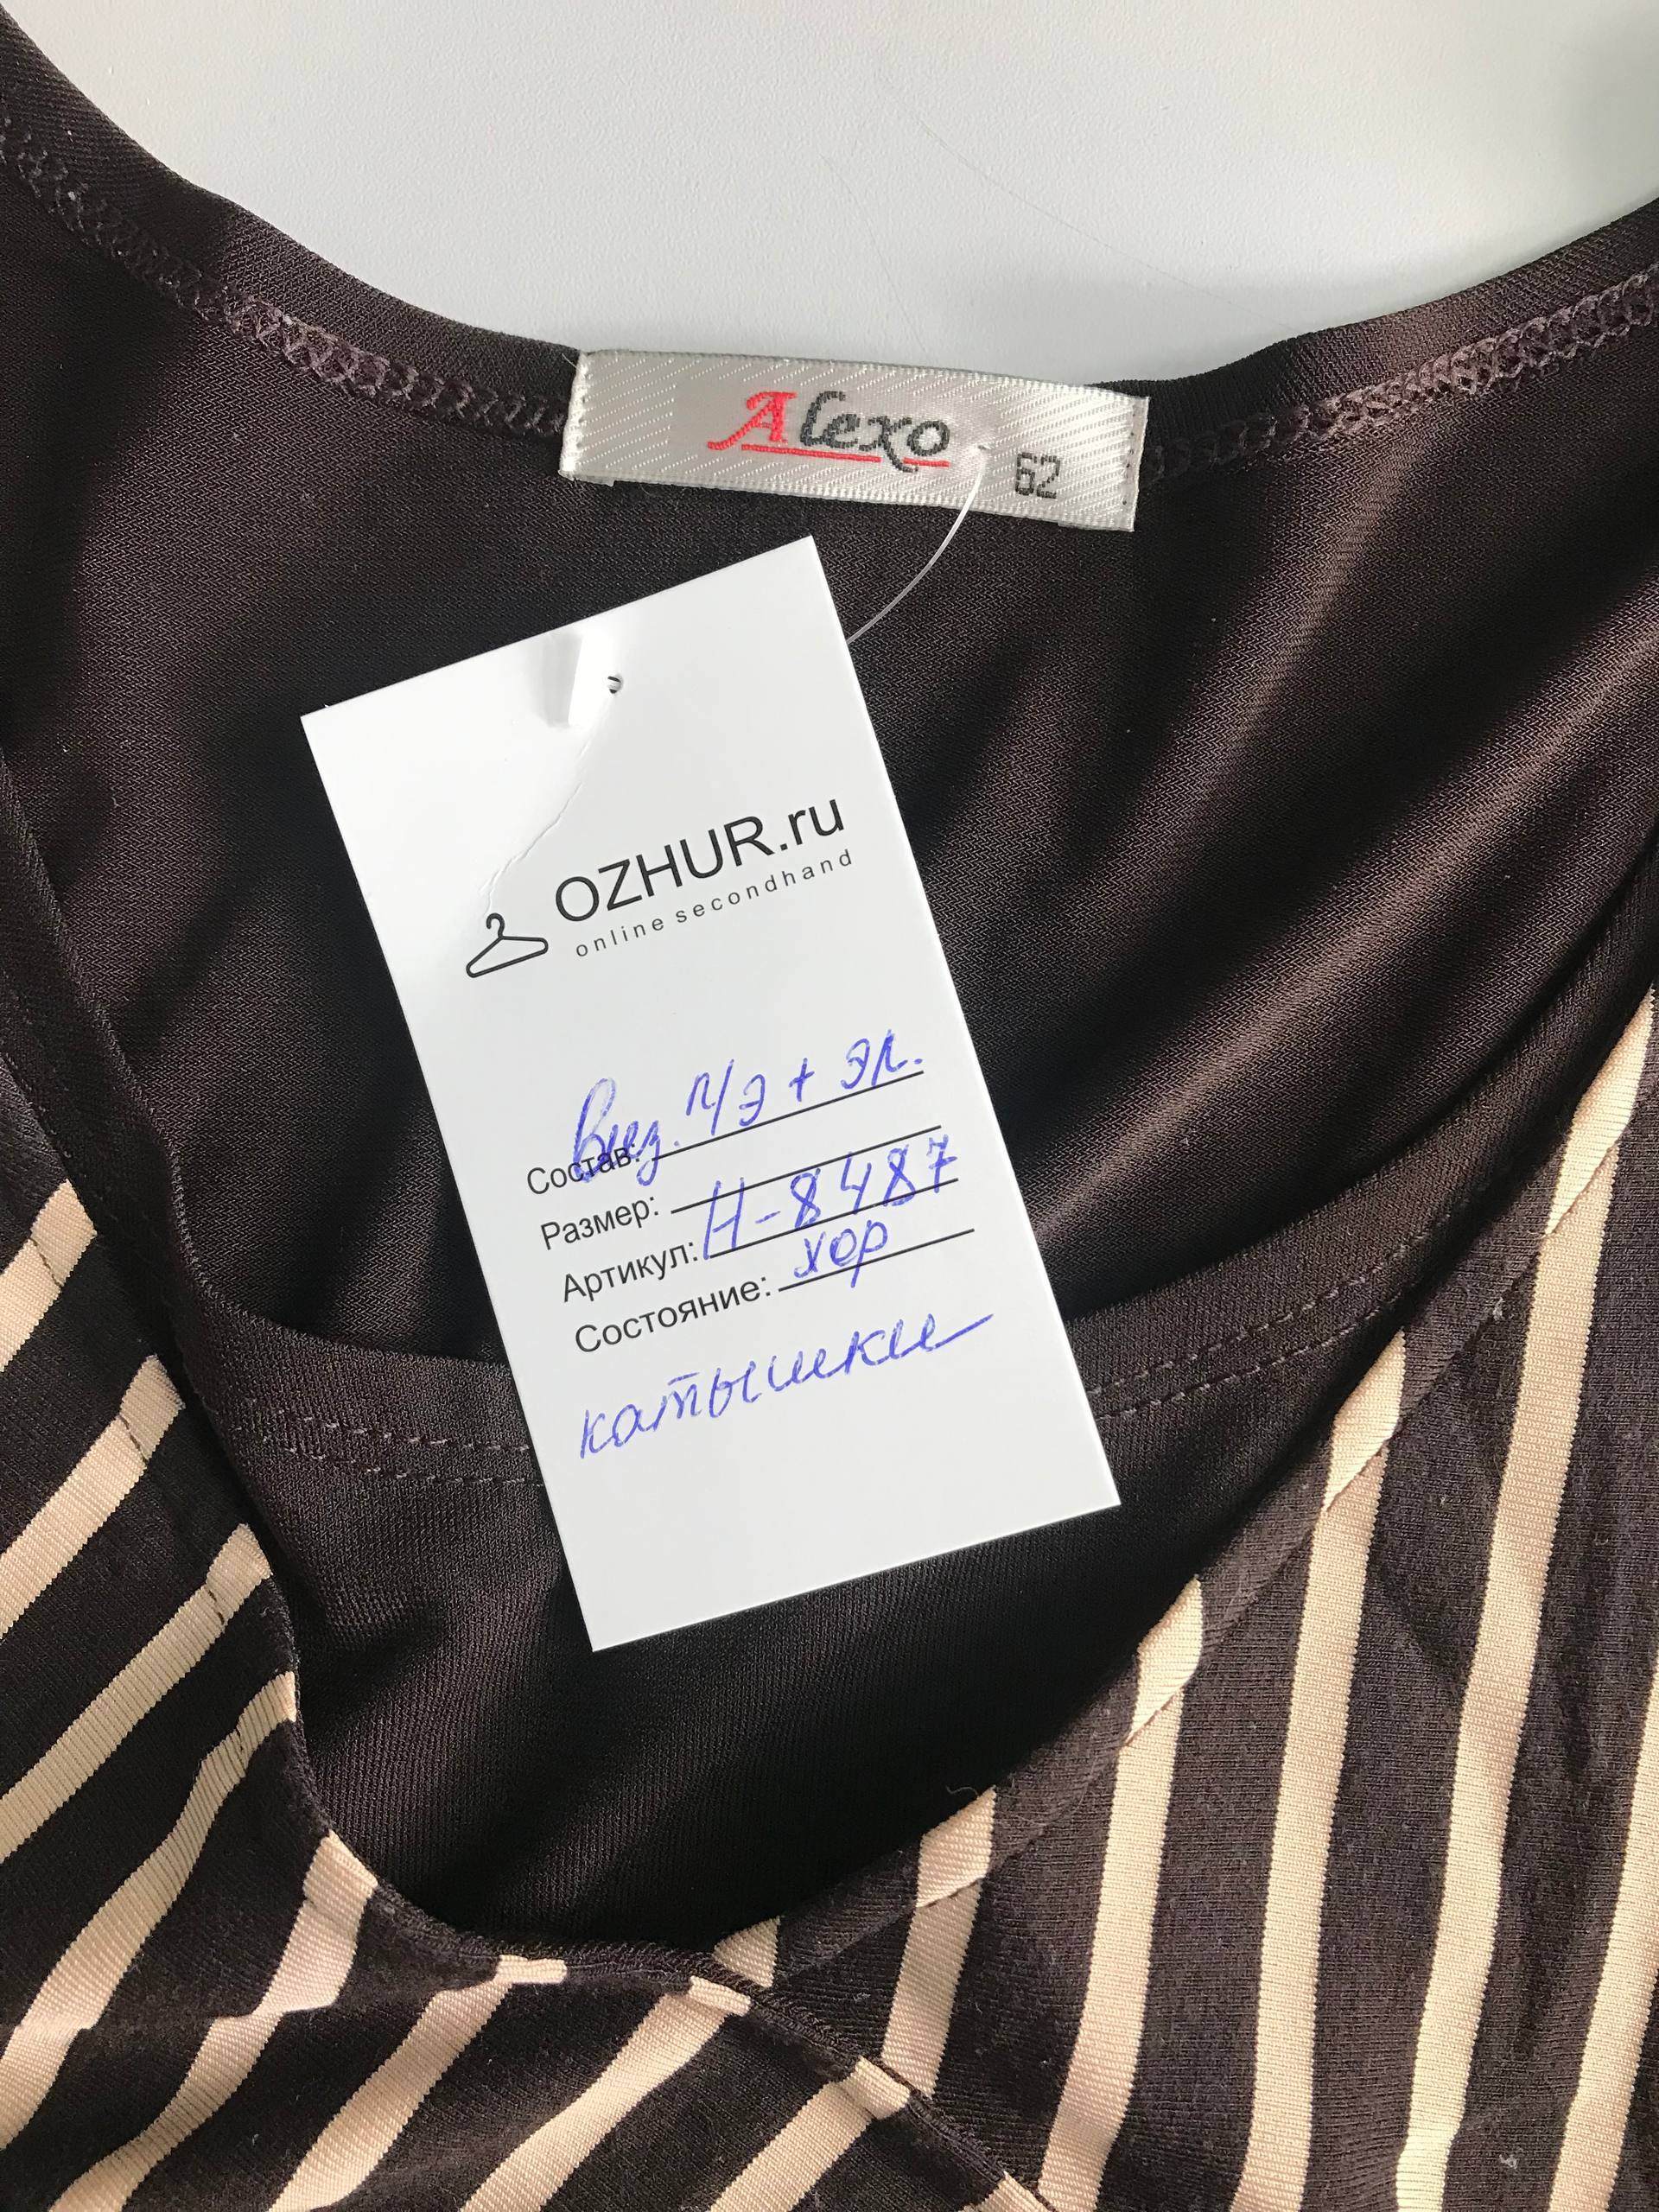 Alexo
62
OZHUR.ru
online secondhand
Состав: Виз. п/э + эл.
Размер:
Артикул: Н-8487
Состояние: хор
катышки